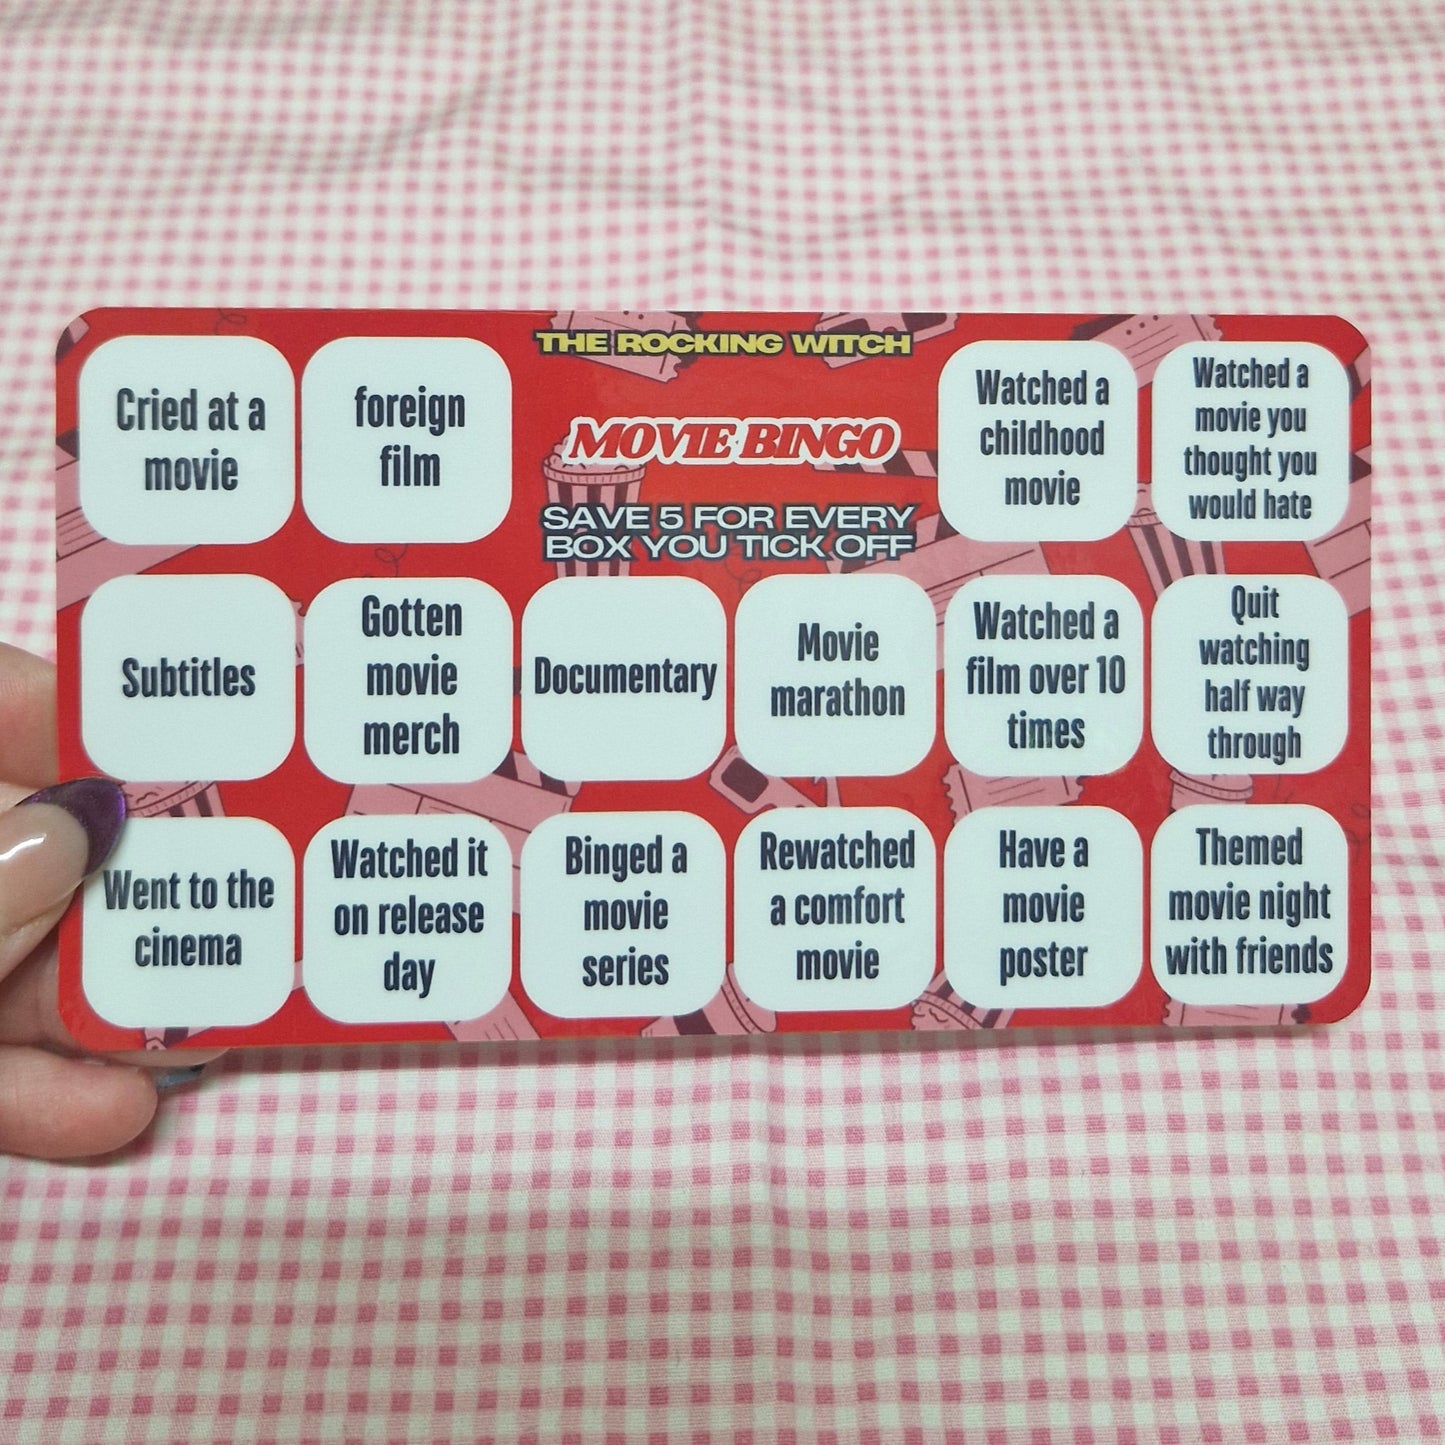 THE ROCKING WITCH
MOVIE BINGO
SAVE 5 FOR EVERY
BOX YOU TICK OFF
Cried at a
movie
foreign
film
Watched a
childhood
movie
Watched a
movie you
thought you
would hate
Subtitles
Gotten
movie
merch
Documentary
Movie
marathon
Watched a
film over 10
times
Quit
watching
half way
through
Went to the
cinema
Watched it
on release
day
Binged a
movie
series
Rewatched
a comfort
movie
Have a
movie
poster
Themed
movie night
with friends